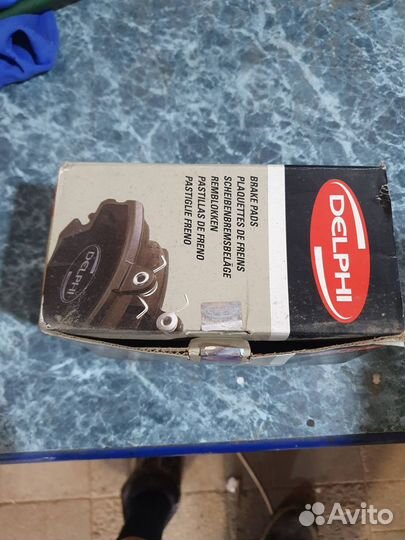 BRAKE PADS
PLAQUETTES DE FREINS
SCHEIBENBREMSBELÄGE
REMBLOKKEN
PASTILLAS DE FRENO
PASTIGLIE FRENO
DELPHI
DELPHI
Avito